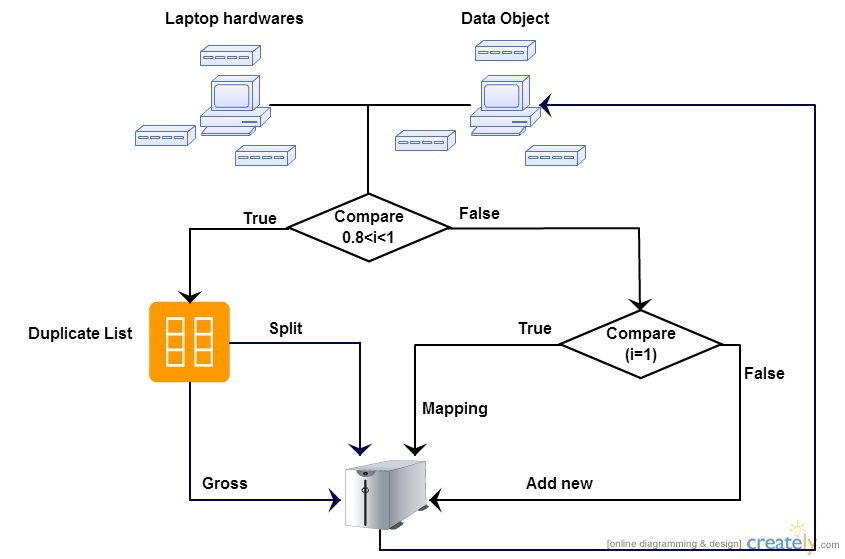 Laptop hardwares
Data Object
True
Compare
0.8<i<1
False
Duplicate List
Split
True
Compare
(i=1)
False
Mapping
Gross
Add new
[online diagramming & design] creately.com